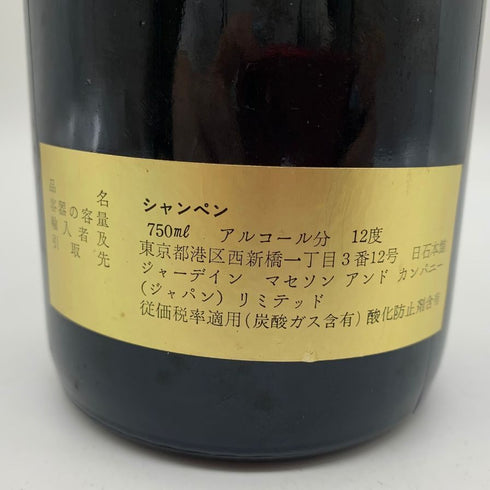 品名
容器の容量及
輸入者
引取先
シャンペン
750ml アルコール分 12度
東京都港区西新橋一丁目3番12号 日石本館
ジャーデイン マセソン アンド カンパニー
(ジャパン) リミテッド
従価税率適用(炭酸ガス含有) 酸化防止剤含有